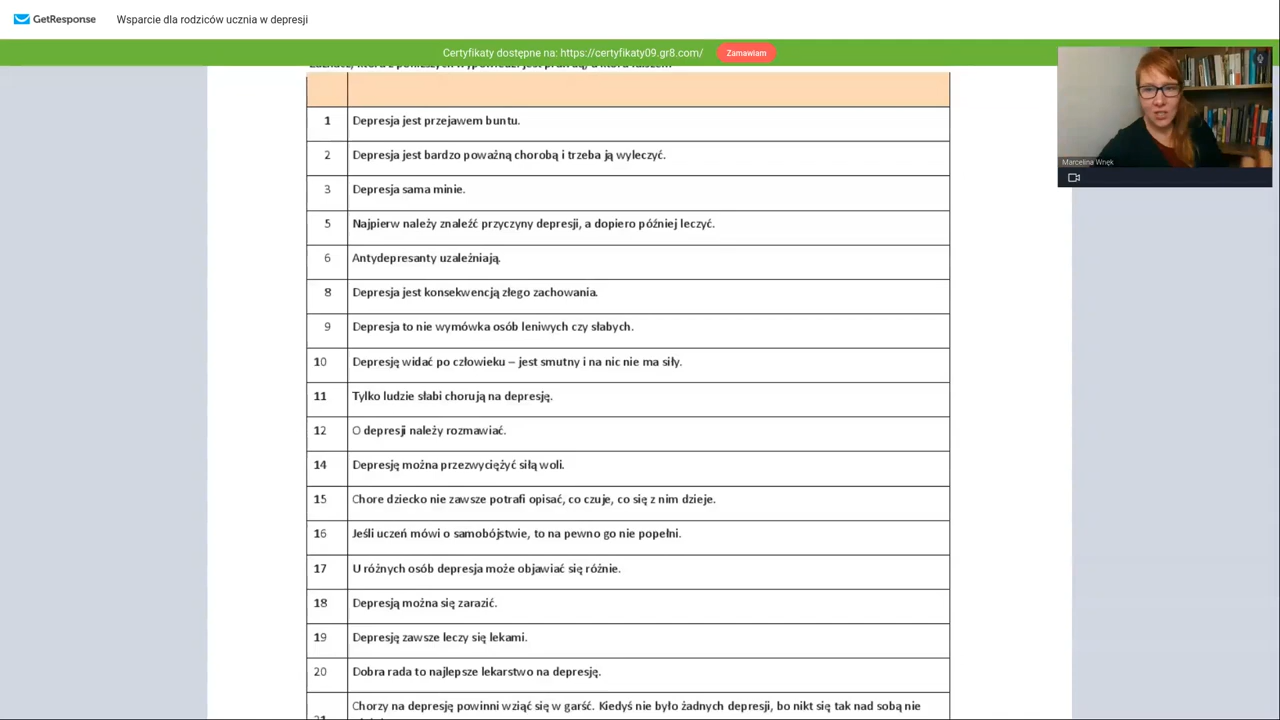 GetResponse
Wsparcie dla rodziców ucznia w depresji
Certyfikaty dostępne na: https://certyfikaty09.gr8.com/
Zamawiam
Marcelina Wnęk
1 Depresja jest przejawem buntu.
2 Depresja jest bardzo poważną chorobą i trzeba ją wyleczyć.
3 Depresja sama minie.
5 Najpierw należy znaleźć przyczyny depresji, a dopiero później leczyć.
6 Antydepresanty uzależniają.
8 Depresja jest konsekwencją złego zachowania.
9 Depresja to nie wymówka osób leniwych czy słabych.
10 Depresję widać po człowieku – jest smutny i na nic nie ma siły.
11 Tylko ludzie słabi chorują na depresję.
12 O depresji należy rozmawiać.
14 Depresję można przezwyciężyć siłą woli.
15 Chore dziecko nie zawsze potrafi opisać, co czuje, co się z nim dzieje.
16 Jeśli uczeń mówi o samobójstwie, to na pewno go nie popełni.
17 U różnych osób depresja może objawiać się różnie.
18 Depresją można się zarazić.
19 Depresję zawsze leczy się lekami.
20 Dobra rada to najlepsze lekarstwo na depresję.
Chorzy na depresję powinni wziąć się w garść. Kiedyś nie było żadnych depresji, bo nikt się tak nad sobą nie